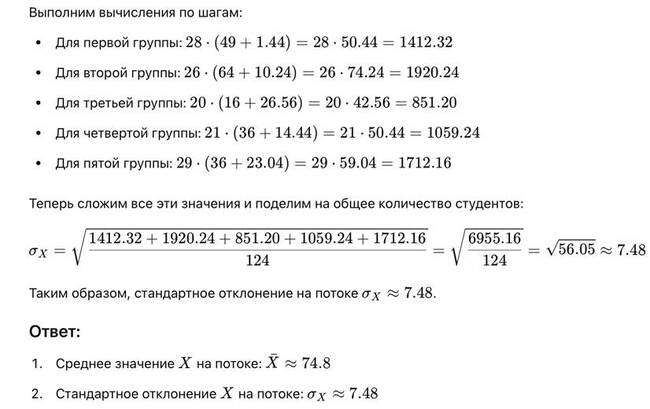 Выполним вычисления по шагам:
• Для первой группы: 28 · (49 + 1.44) = 28 · 50.44 = 1412.32
• Для второй группы: 26 · (64 + 10.24) = 26 · 74.24 = 1920.24
• Для третьей группы: 20 · (16 + 26.56) = 20 · 42.56 = 851.20
• Для четвертой группы: 21 · (36 + 14.44) = 21 · 50.44 = 1059.24
• Для пятой группы: 29 · (36 + 23.04) = 29 · 59.04 = 1712.16
Теперь сложим все эти значения и поделим на общее количество студентов:
σ_X = √((1412.32 + 1920.24 + 851.20 + 1059.24 + 1712.16)/124) = √(6955.16/124) = √56.05 ≈ 7.48
Таким образом, стандартное отклонение на потоке σ_X ≈ 7.48.
Ответ:
1. Среднее значение X на потоке: X̄ ≈ 74.8
2. Стандартное отклонение X на потоке: σ_X ≈ 7.48